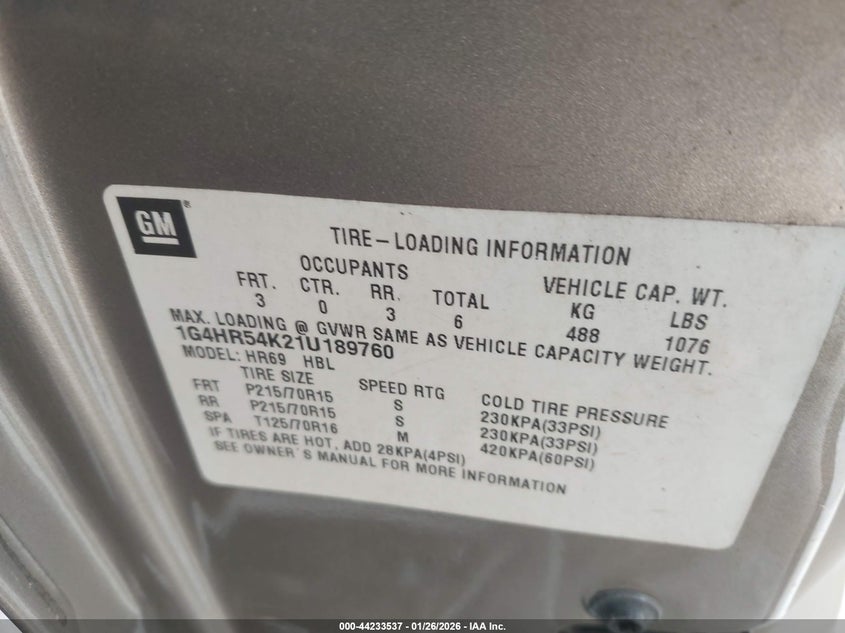 GM ®
TIRE-LOADING INFORMATION
OCCUPANTS VEHICLE CAP. WT.
FRT. CTR. RR. TOTAL KG LBS
3 0 3 6 488 1076
MAX. LOADING @ GVWR SAME AS VEHICLE CAPACITY WEIGHT.
1G4HR54K21U189760
MODEL: HR69 HBL
TIRE SIZE SPEED RTG COLD TIRE PRESSURE
FRT P215/70R15 S 230KPA(33PSI)
RR P215/70R15 S 230KPA(33PSI)
SPA T125/70R16 M 420KPA(60PSI)
IF TIRES ARE HOT, ADD 28KPA(4PSI)
SEE OWNER'S MANUAL FOR MORE INFORMATION
000-44233537 - 01/26/2026 - IAA Inc.